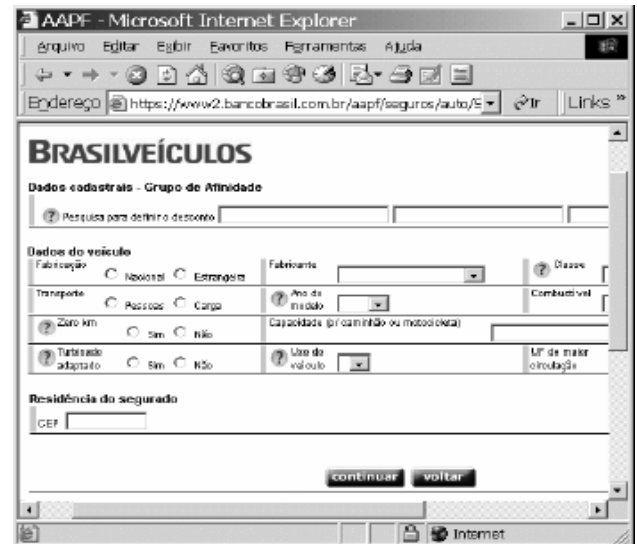 AAPF - Microsoft Internet Explorer
Arquivo Editar Exibir Favoritos Ferramentas Ajuda
Endereço https://www2.bancobrasil.com.br/aapf/seguros/auto/S Ir Links »
BRASILVEÍCULOS
Dados cadastrais - Grupo de Afinidade
? Pesquisa para definir o desconto
Dados do veículo
Fabricação Nacional Estrangeira Fabricante ? Classe
Transporte Pessoas Carga ? Ano do modelo Combustível
? Zero km Sim Não Capacidade (p/ caminhão ou motocicleta)
? Turbinado adaptado Sim Não ? Uso do veículo UF de maior circulação
Residência do segurado
CEP
continuar voltar
Internet